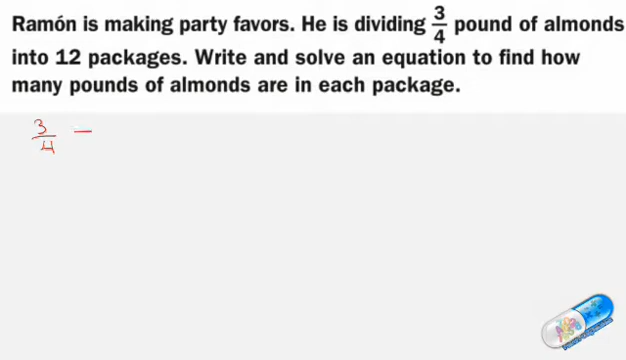 Ramón is making party favors. He is dividing 3/4 pound of almonds
into 12 packages. Write and solve an equation to find how
many pounds of almonds are in each package.
3/4 —